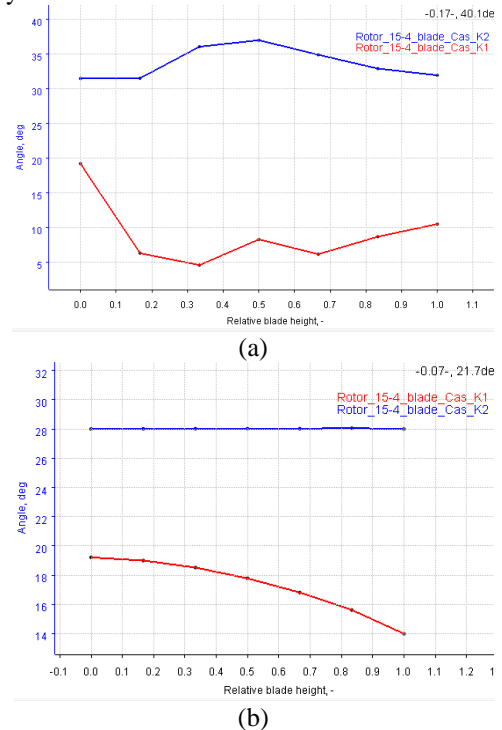 -0.17-, 40.1de
Rotor_15-4_blade_Cas_K2
Rotor_15-4_blade_Cas_K1
40
35
30
25
20
15
10
5
Angle, deg
0.0 0.1 0.2 0.3 0.4 0.5 0.6 0.7 0.8 0.9 1.0 1.1
Relative blade height, -
(a)
-0.07-, 21.7de
Rotor_15-4_blade_Cas_K1
Rotor_15-4_blade_Cas_K2
32
30
28
26
24
22
20
18
16
14
Angle, deg
-0.1 0.0 0.1 0.2 0.3 0.4 0.5 0.6 0.7 0.8 0.9 1.0 1.1 1.2
Relative blade height, -
(b)